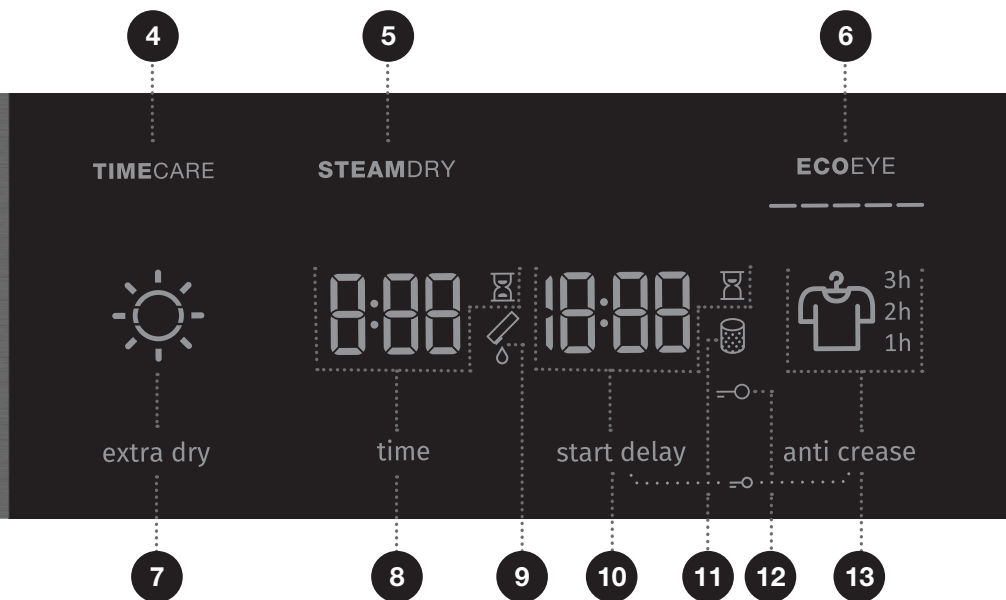 4 5 6
TIMECARE STEAMDRY ECOEYE
8:88 18:88 3h
2h
1h
extra dry time start delay anti crease
7 8 9 10 11 12 13